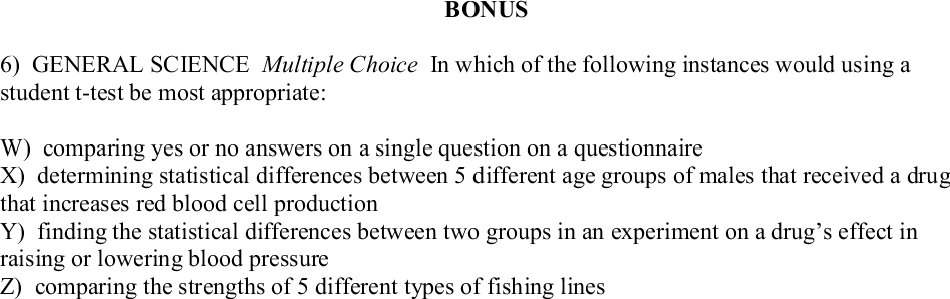 BONUS
6) GENERAL SCIENCE Multiple Choice In which of the following instances would using a
student t-test be most appropriate:
W) comparing yes or no answers on a single question on a questionnaire
X) determining statistical differences between 5 different age groups of males that received a drug
that increases red blood cell production
Y) finding the statistical differences between two groups in an experiment on a drug’s effect in
raising or lowering blood pressure
Z) comparing the strengths of 5 different types of fishing lines